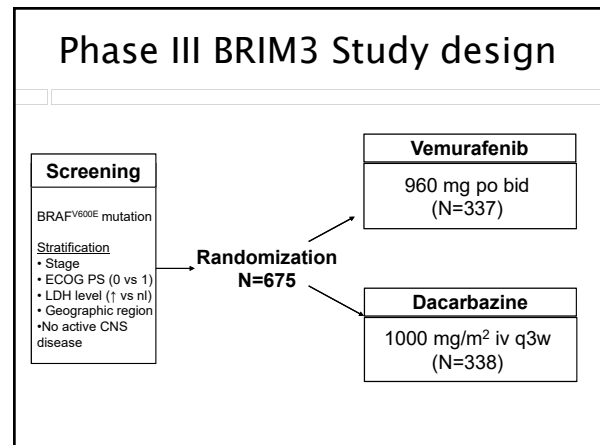 Phase III BRIM3 Study design
Screening
BRAFV600E mutation
Stratification
• Stage
• ECOG PS (0 vs 1)
• LDH level (↑ vs nl)
• Geographic region
•No active CNS
disease
Randomization
N=675
Vemurafenib
960 mg po bid
(N=337)
Dacarbazine
1000 mg/m² iv q3w
(N=338)